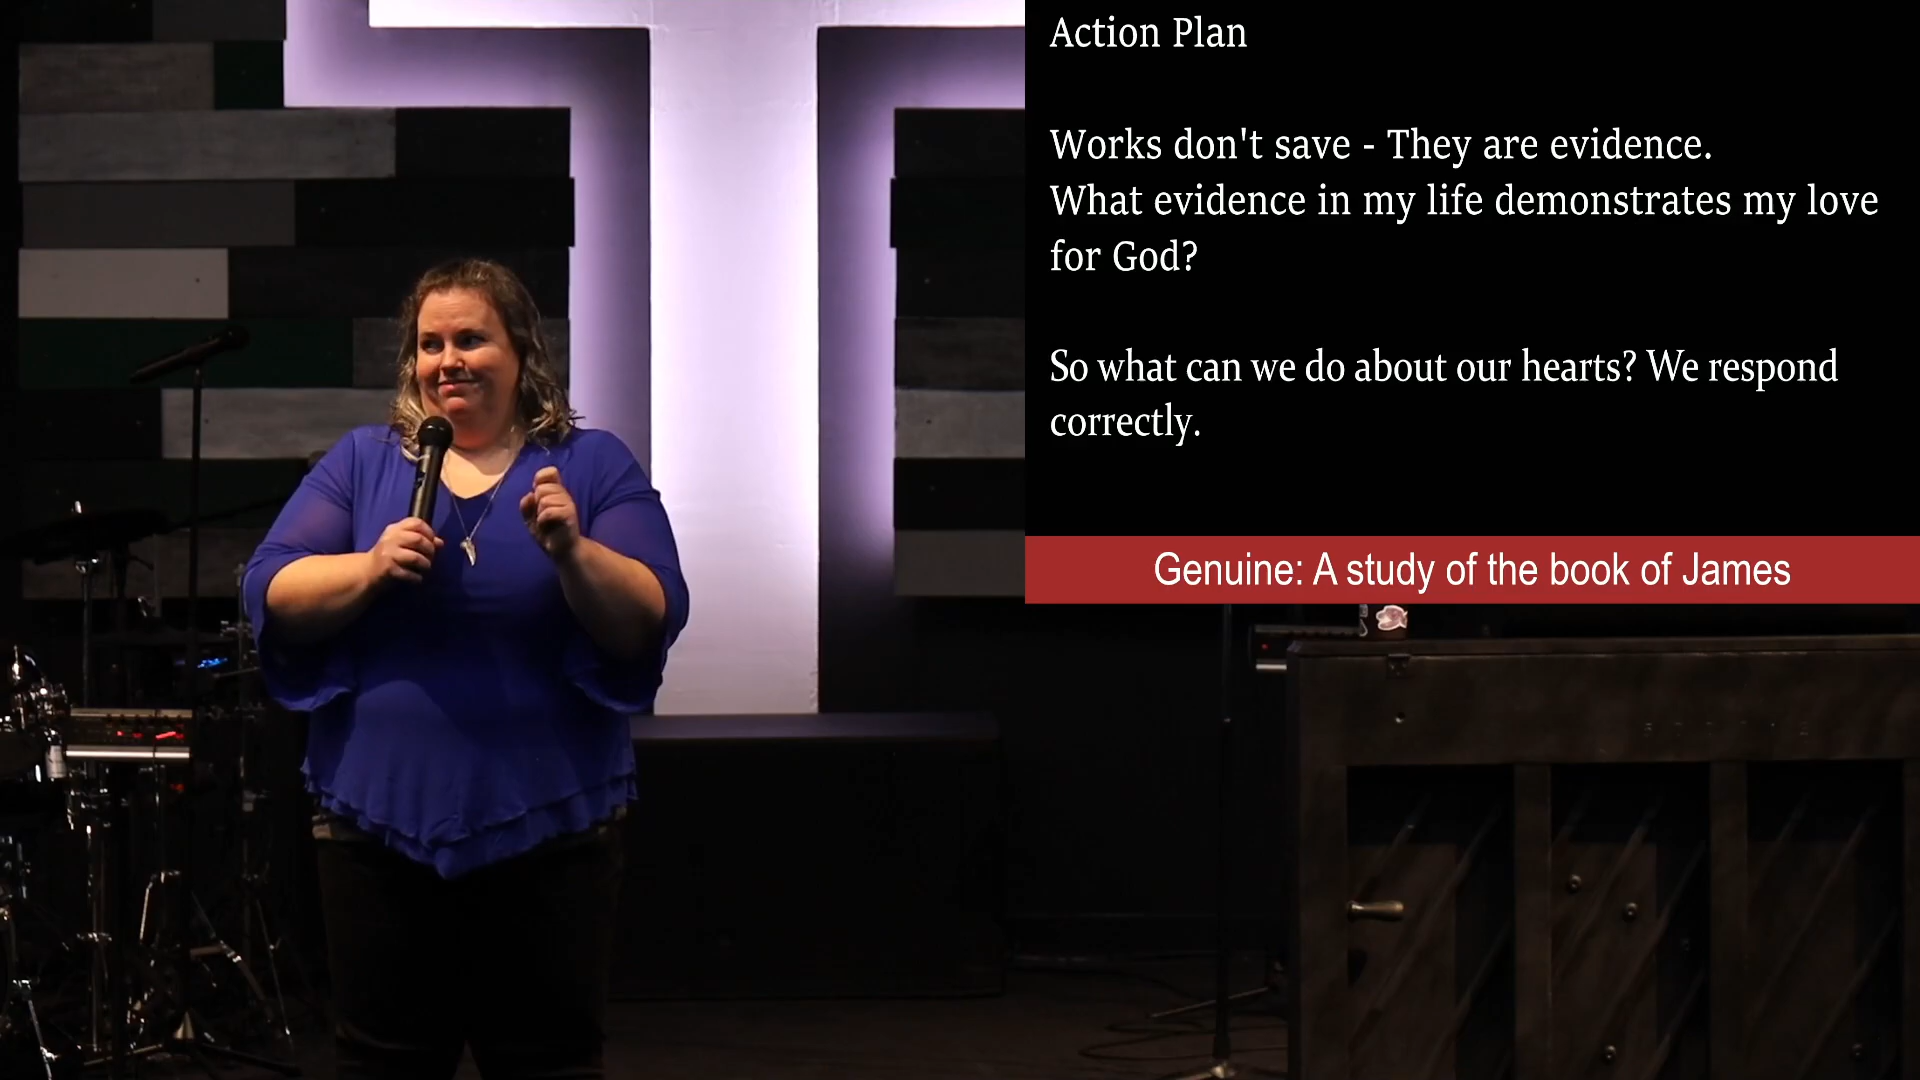 Action Plan
Works don't save - They are evidence.
What evidence in my life demonstrates my love
for God?
So what can we do about our hearts? We respond
correctly.
Genuine: A study of the book of James